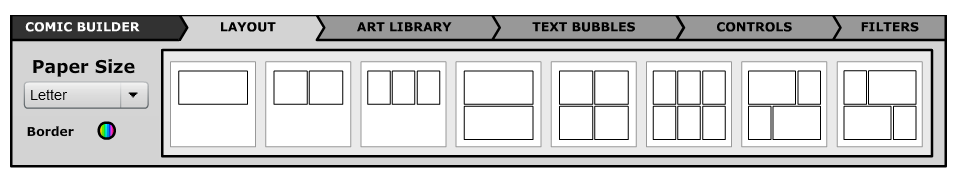 COMIC BUILDER
LAYOUT
ART LIBRARY
TEXT BUBBLES
CONTROLS
FILTERS
Paper Size
Letter
Border